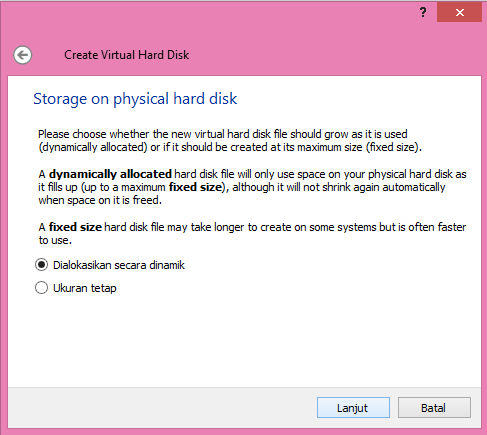 ?
Create Virtual Hard Disk
Storage on physical hard disk
Please choose whether the new virtual hard disk file should grow as it is used
(dynamically allocated) or if it should be created at its maximum size (fixed size).
A dynamically allocated hard disk file will only use space on your physical hard disk as
it fills up (up to a maximum fixed size), although it will not shrink again automatically
when space on it is freed.
A fixed size hard disk file may take longer to create on some systems but is often faster
to use.
Dialokasikan secara dinamik
Ukuran tetap
Lanjut
Batal